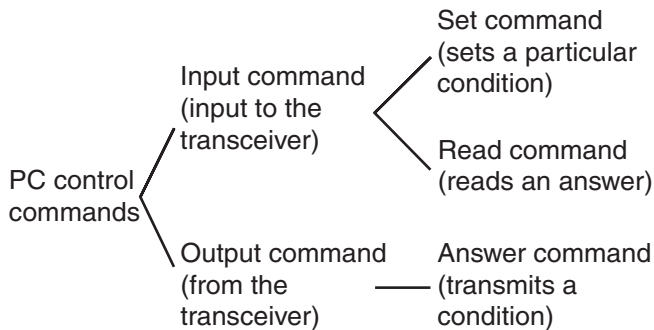 PC control
commands
Input command
(input to the
transceiver)
Set command
(sets a particular
condition)
Read command
(reads an answer)
Output command
(from the
transceiver)
Answer command
(transmits a
condition)